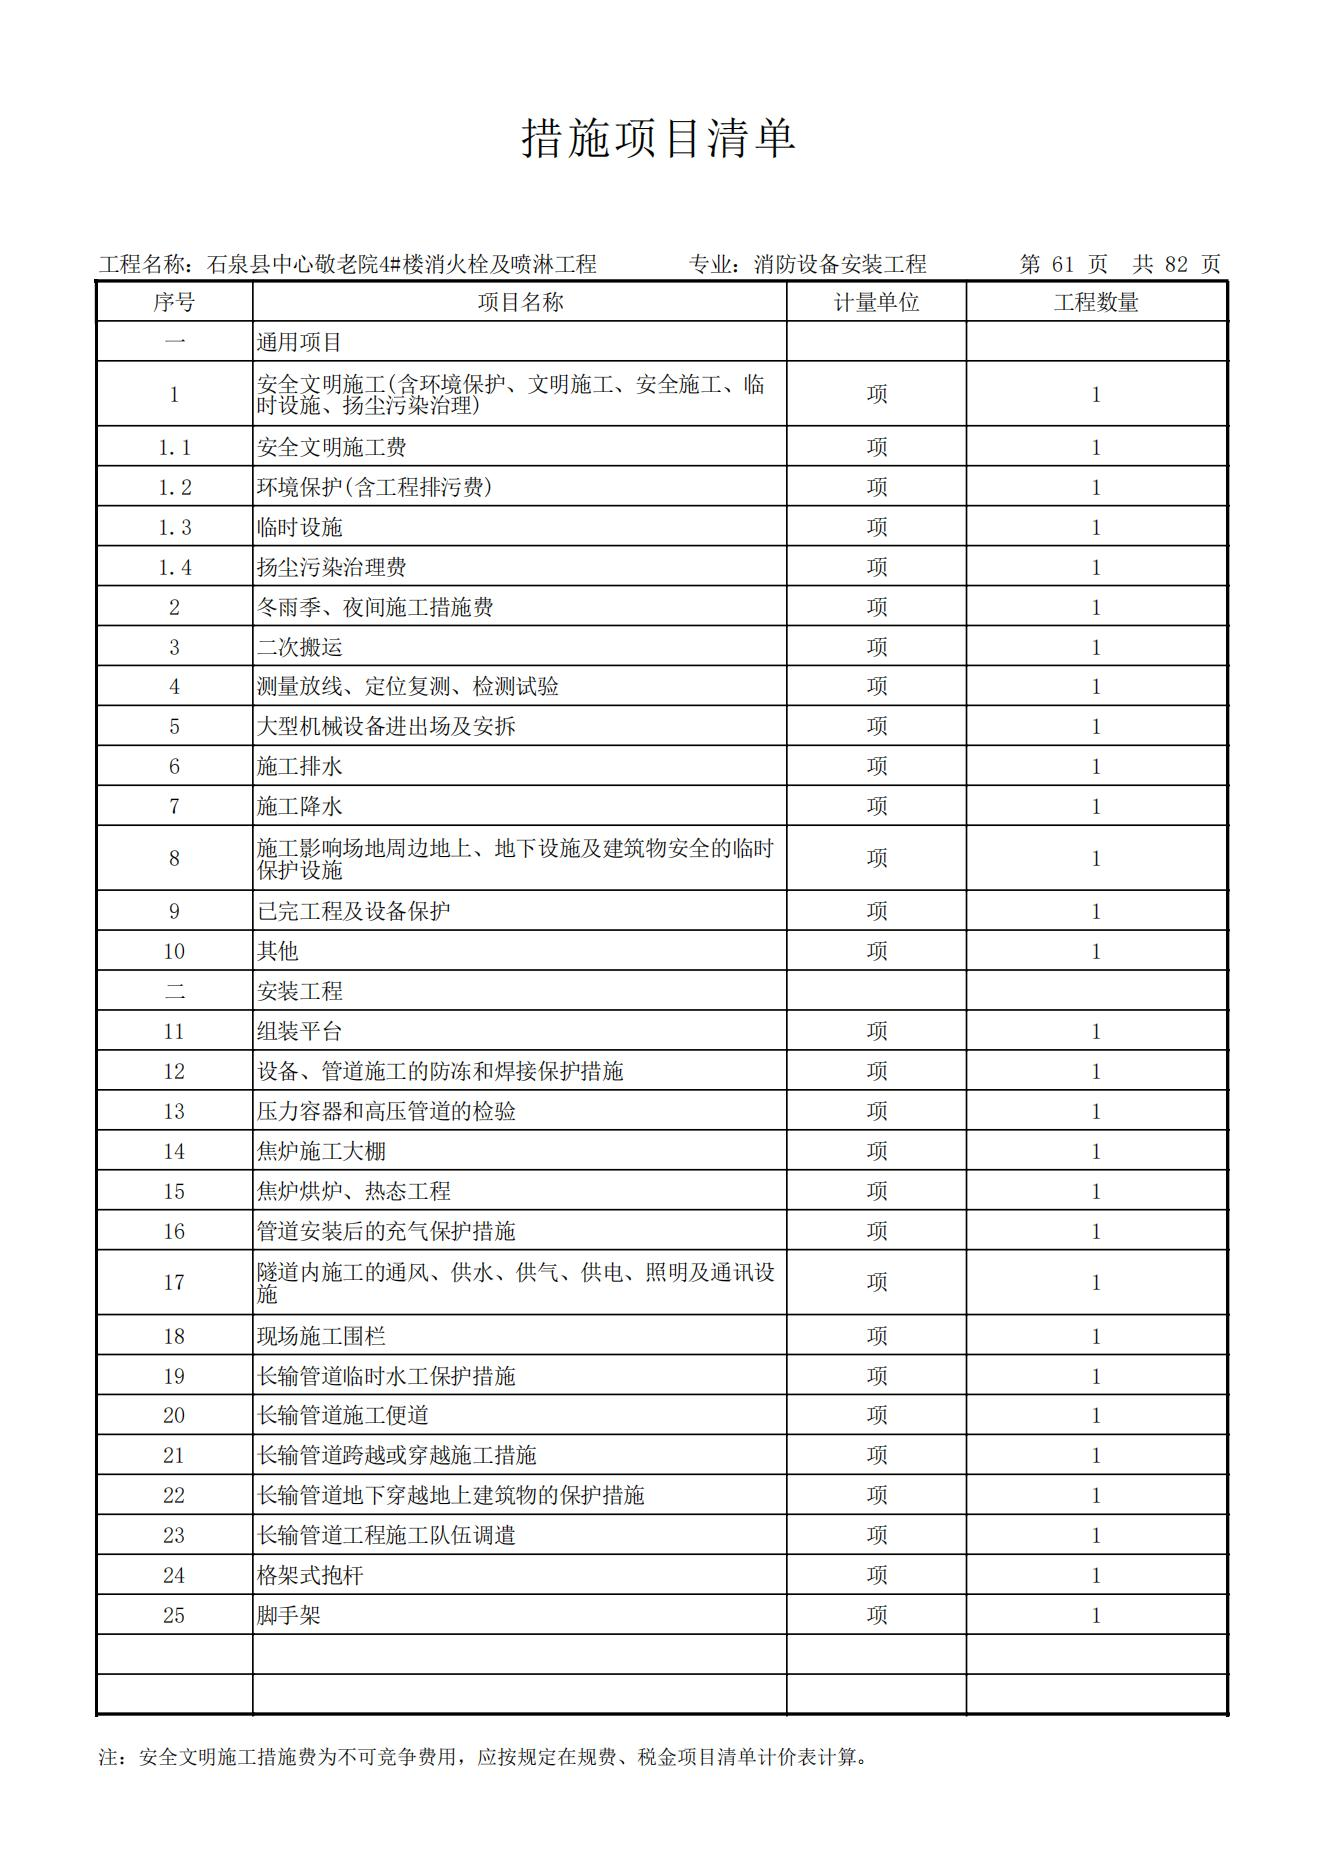 措施项目清单
工程名称：石泉县中心敬老院4#楼消火栓及喷淋工程 专业：消防设备安装工程 第 61 页 共 82 页
序号 项目名称 计量单位 工程数量
一 通用项目
1 安全文明施工(含环境保护、文明施工、安全施工、临 项 1
时设施、扬尘污染治理)
1.1 安全文明施工费 项 1
1.2 环境保护(含工程排污费) 项 1
1.3 临时设施 项 1
1.4 扬尘污染治理费 项 1
2 冬雨季、夜间施工措施费 项 1
3 二次搬运 项 1
4 测量放线、定位复测、检测试验 项 1
5 大型机械设备进出场及安拆 项 1
6 施工排水 项 1
7 施工降水 项 1
8 施工影响场地周边地上、地下设施及建筑物安全的临时 项 1
保护设施
9 已完工程及设备保护 项 1
10 其他 项 1
二 安装工程
11 组装平台 项 1
12 设备、管道施工的防冻和焊接保护措施 项 1
13 压力容器和高压管道的检验 项 1
14 焦炉施工大棚 项 1
15 焦炉烘炉、热态工程 项 1
16 管道安装后的充气保护措施 项 1
17 隧道内施工的通风、供水、供气、供电、照明及通讯设 项 1
施
18 现场施工围栏 项 1
19 长输管道临时水工保护措施 项 1
20 长输管道施工便道 项 1
21 长输管道跨越或穿越施工措施 项 1
22 长输管道地下穿越地上建筑物的保护措施 项 1
23 长输管道工程施工队伍调遣 项 1
24 格架式抱杆 项 1
25 脚手架 项 1
注：安全文明施工措施费为不可竞争费用，应按规定在规费、税金项目清单计价表计算。